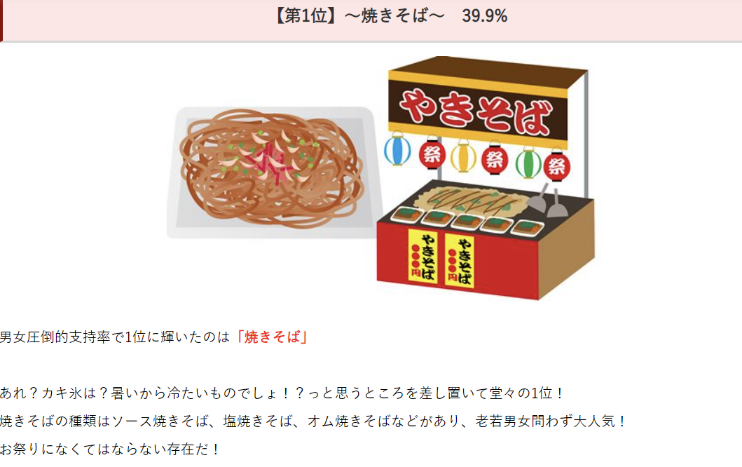 【第1位】～焼きそば～　39.9%
やきそば
祭
祭
祭
やきそば
●●●円
やきそば
●●●円
男女圧倒的支持率で1位に輝いたのは「焼きそば」
あれ？カキ氷は？暑いから冷たいものでしょ！？っと思うところを差し置いて堂々の1位！
焼きそばの種類はソース焼きそば、塩焼きそば、オム焼きそばなどがあり、老若男女問わず大人気！
お祭りになくてはならない存在だ！